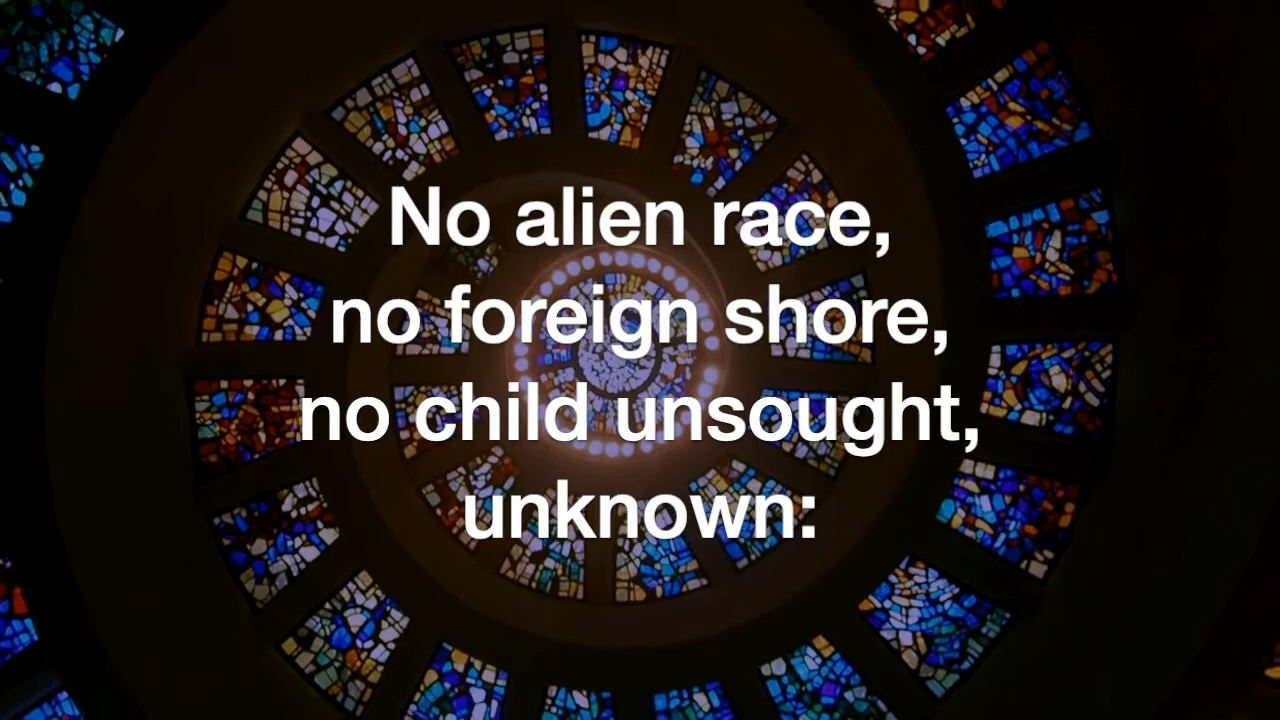 No alien race,
no foreign shore,
no child unsought,
unknown: